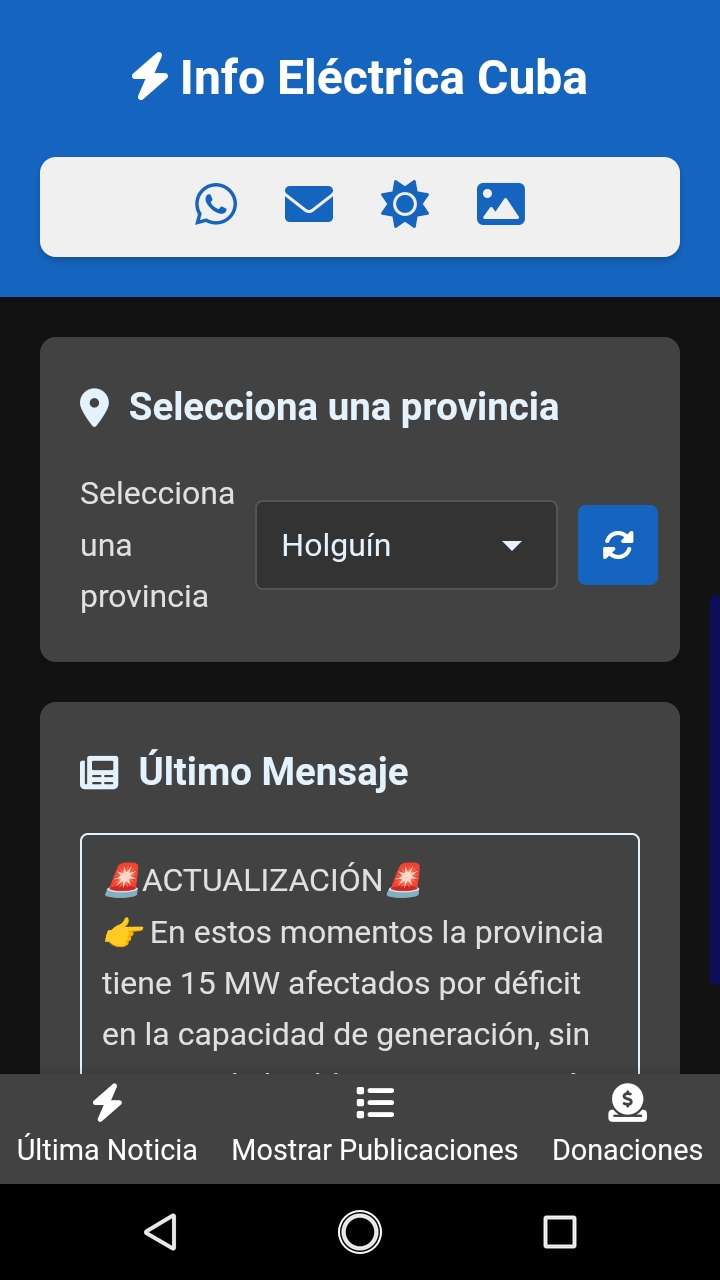 Info Eléctrica Cuba
Selecciona una provincia
Selecciona
una
provincia
Holguín
Último Mensaje
🚨ACTUALIZACIÓN🚨
👉 En estos momentos la provincia
tiene 15 MW afectados por déficit
en la capacidad de generación, sin
Última Noticia
Mostrar Publicaciones
Donaciones